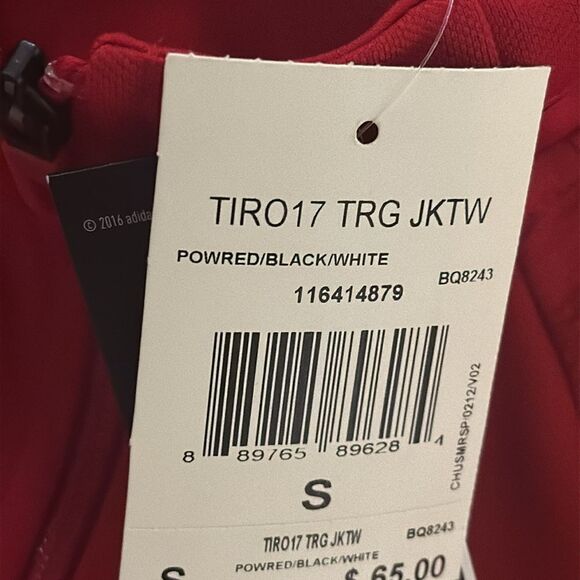 © 2016 adida
TIRO17 TRG JKTW
POWRED/BLACK/WHITE
BQ8243
116414879
8 89765 89628 4
CHUSMRSP/0212/V02
S
TIRO17 TRG JKTW
BQ8243
POWRED/BLACK/WHITE
S
$ 65.00